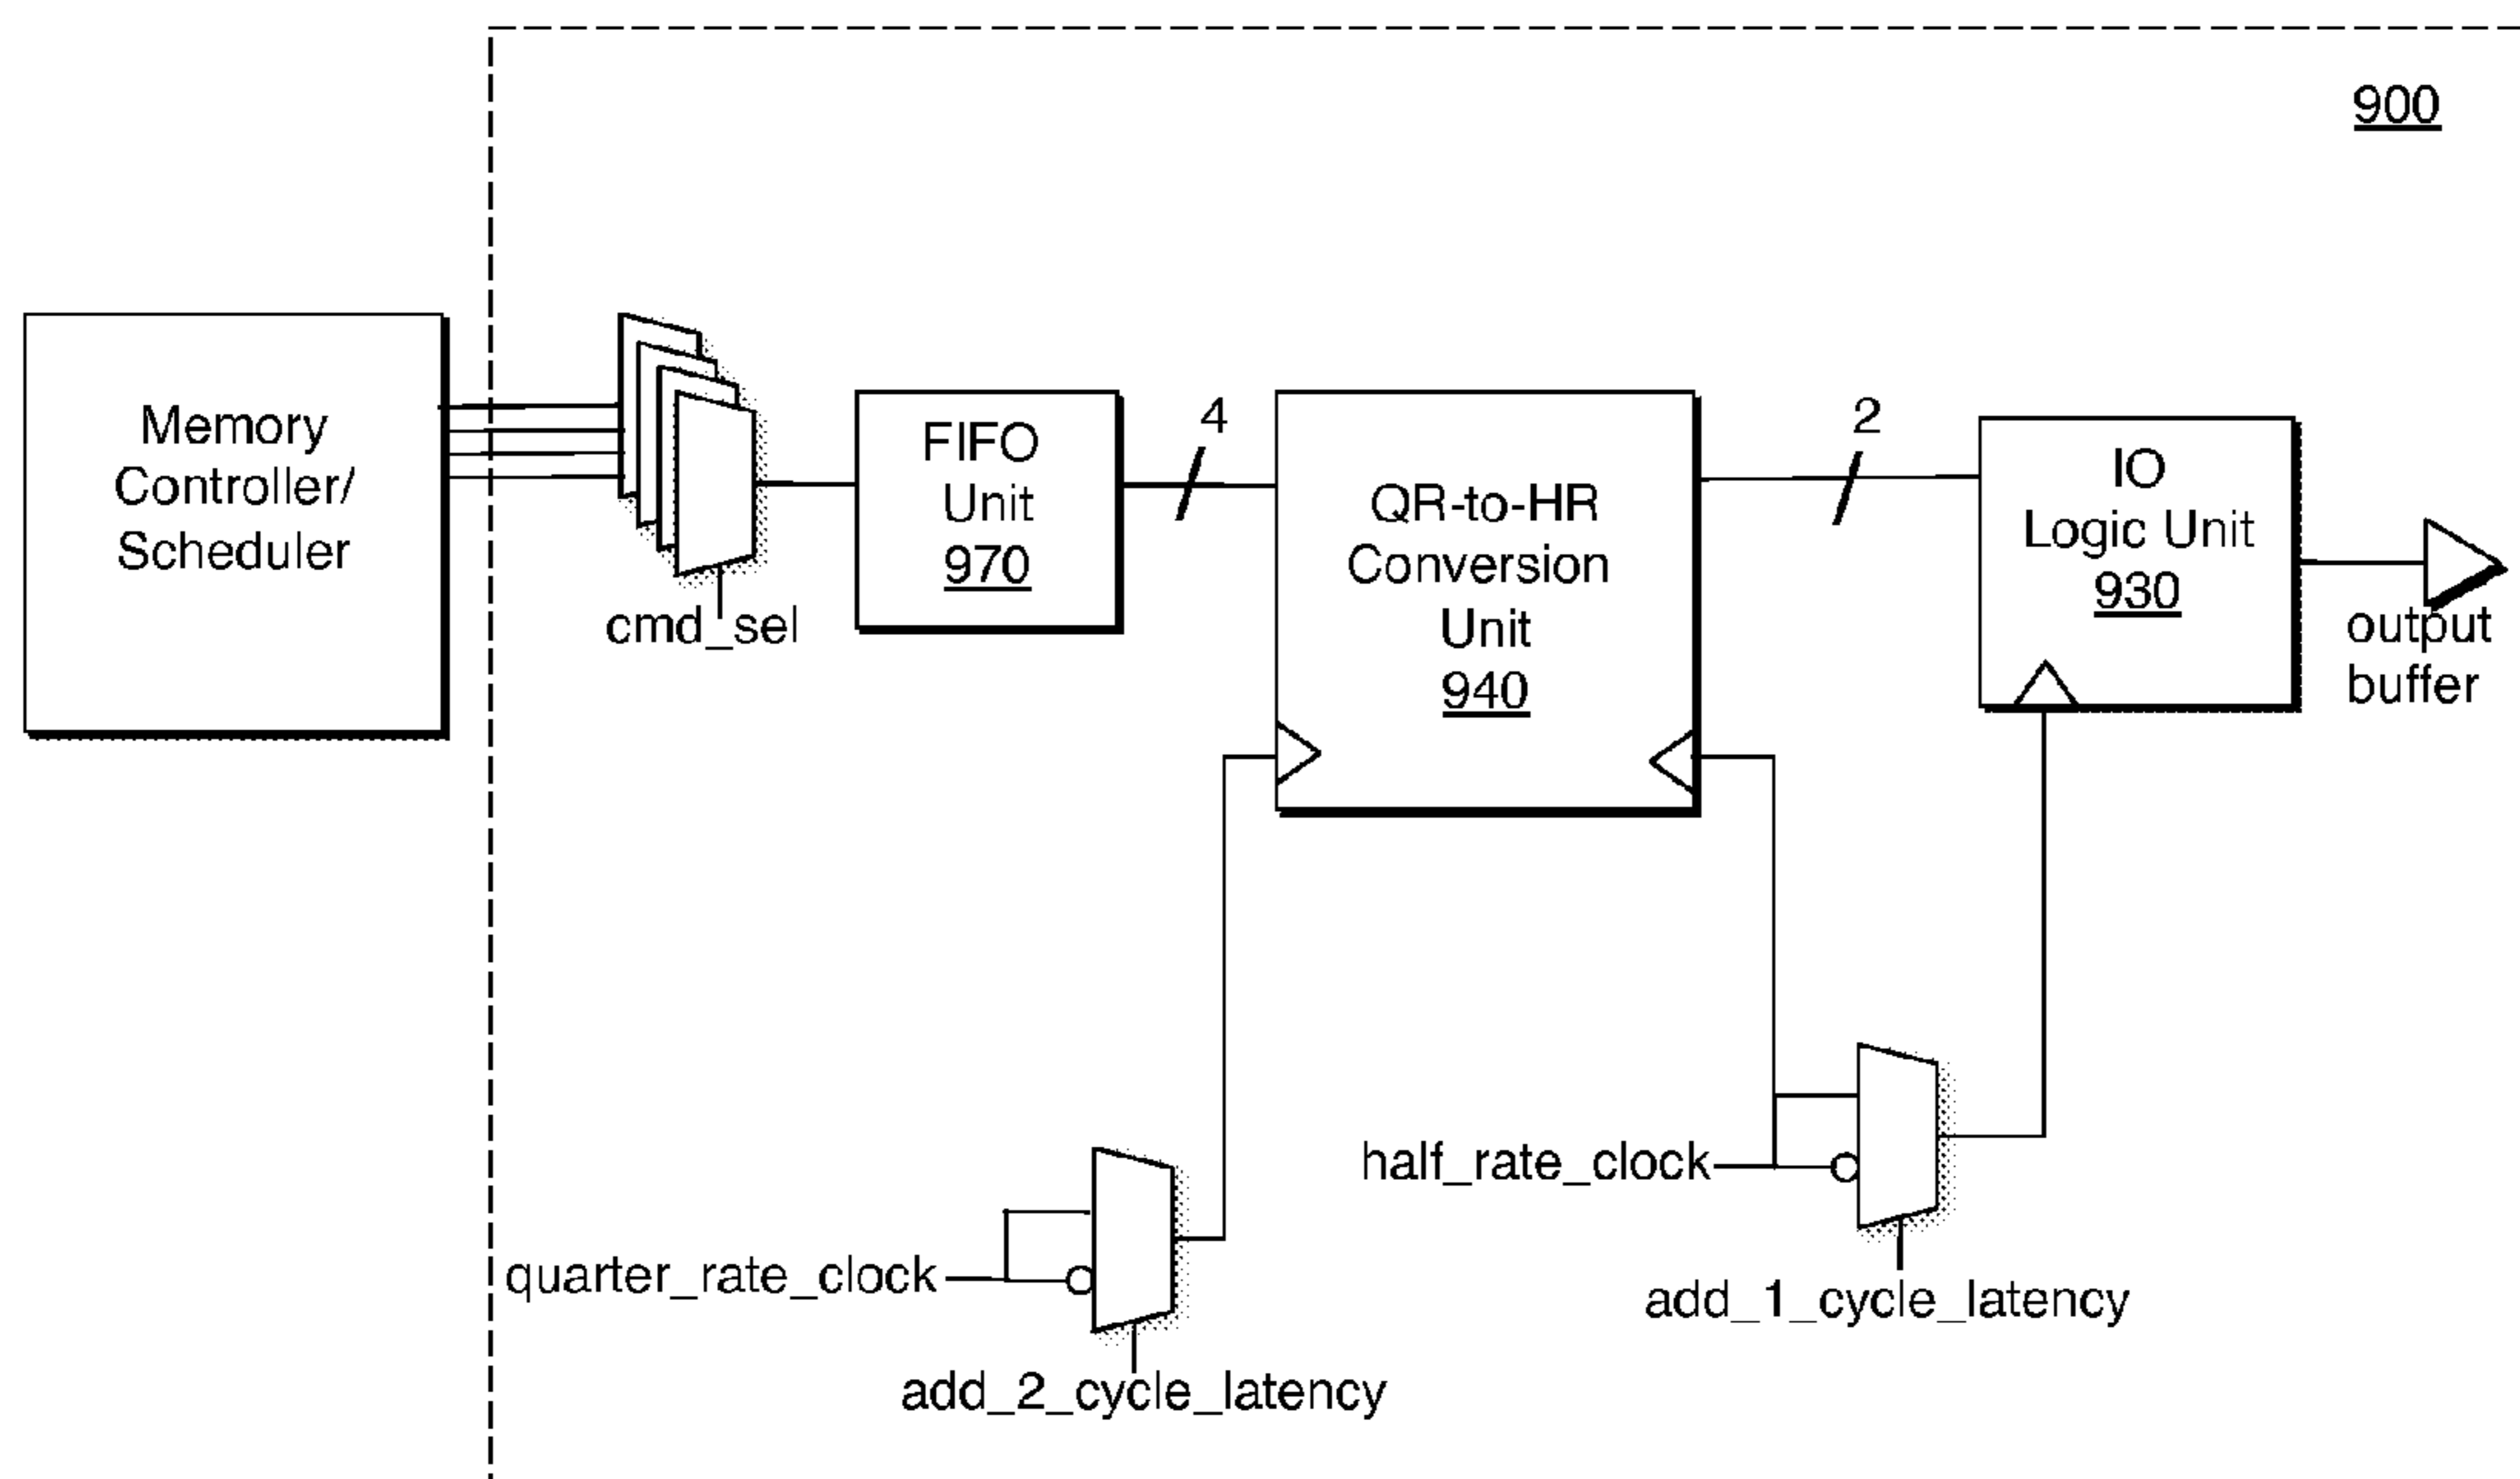 900
Memory
Controller/
Scheduler
cmd_sel
FIFO
Unit
970
4
QR-to-HR
Conversion
Unit
940
2
IO
Logic Unit
930
output
buffer
half_rate_clock
add_1_cycle_latency
quarter_rate_clock
add_2_cycle_latency